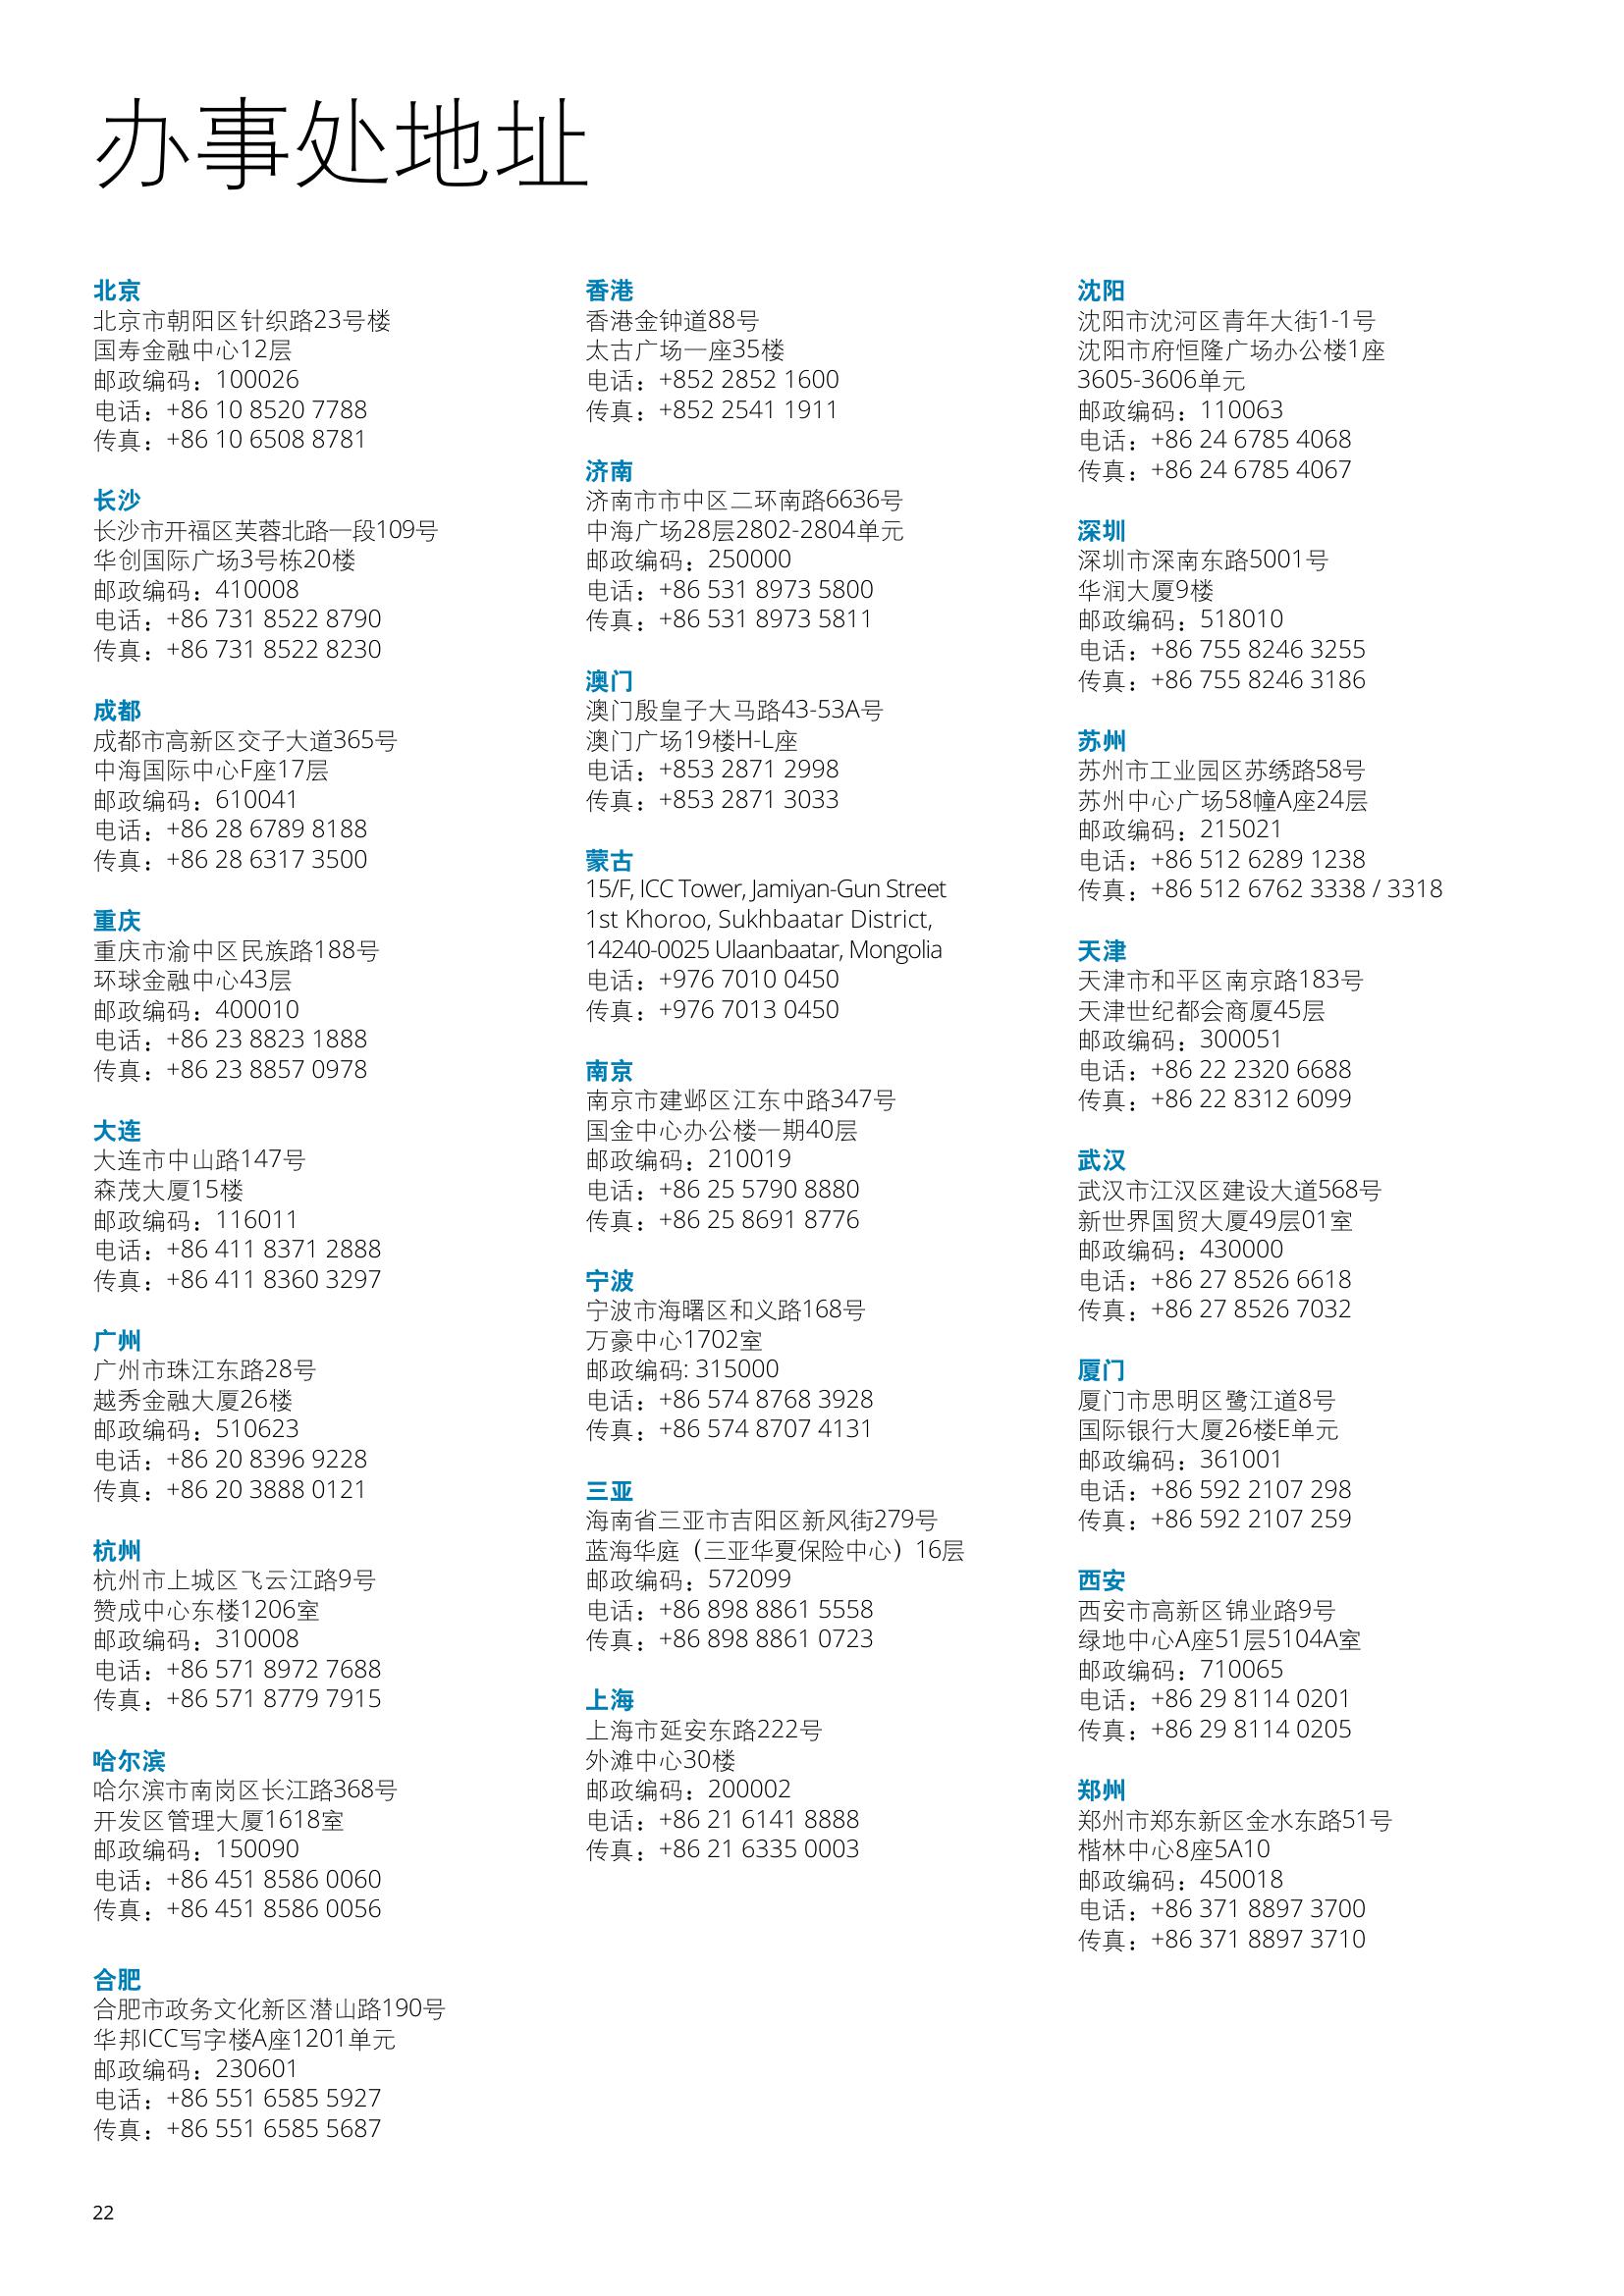 办事处地址
北京
北京市朝阳区针织路23号楼
国寿金融中心12层
邮政编码：100026
电话：+86 10 8520 7788
传真：+86 10 6508 8781
长沙
长沙市开福区芙蓉北路一段109号
华创国际广场3号栋20楼
邮政编码：410008
电话：+86 731 8522 8790
传真：+86 731 8522 8230
成都
成都市高新区交子大道365号
中海国际中心F座17层
邮政编码：610041
电话：+86 28 6789 8188
传真：+86 28 6317 3500
重庆
重庆市渝中区民族路188号
环球金融中心43层
邮政编码：400010
电话：+86 23 8823 1888
传真：+86 23 8857 0978
大连
大连市中山路147号
森茂大厦15楼
邮政编码：116011
电话：+86 411 8371 2888
传真：+86 411 8360 3297
广州
广州市珠江东路28号
越秀金融大厦26楼
邮政编码：510623
电话：+86 20 8396 9228
传真：+86 20 3888 0121
杭州
杭州市上城区飞云江路9号
赞成中心东楼1206室
邮政编码：310008
电话：+86 571 8972 7688
传真：+86 571 8779 7915
哈尔滨
哈尔滨市南岗区长江路368号
开发区管理大厦1618室
邮政编码：150090
电话：+86 451 8586 0060
传真：+86 451 8586 0056
合肥
合肥市政务文化新区潜山路190号
华邦ICC写字楼A座1201单元
邮政编码：230601
电话：+86 551 6585 5927
传真：+86 551 6585 5687
香港
香港金钟道88号
太古广场一座35楼
电话：+852 2852 1600
传真：+852 2541 1911
济南
济南市市中区二环南路6636号
中海广场28层2802-2804单元
邮政编码：250000
电话：+86 531 8973 5800
传真：+86 531 8973 5811
澳门
澳门殷皇子大马路43-53A号
澳门广场19楼H-L座
电话：+853 2871 2998
传真：+853 2871 3033
蒙古
15/F, ICC Tower, Jamiyan-Gun Street
1st Khoroo, Sukhbaatar District,
14240-0025 Ulaanbaatar, Mongolia
电话：+976 7010 0450
传真：+976 7013 0450
南京
南京市建邺区江东中路347号
国金中心办公楼一期40层
邮政编码：210019
电话：+86 25 5790 8880
传真：+86 25 8691 8776
宁波
宁波市海曙区和义路168号
万豪中心1702室
邮政编码: 315000
电话：+86 574 8768 3928
传真：+86 574 8707 4131
三亚
海南省三亚市吉阳区新风街279号
蓝海华庭（三亚华夏保险中心）16层
邮政编码：572099
电话：+86 898 8861 5558
传真：+86 898 8861 0723
上海
上海市延安东路222号
外滩中心30楼
邮政编码：200002
电话：+86 21 6141 8888
传真：+86 21 6335 0003
沈阳
沈阳市沈河区青年大街1-1号
沈阳市府恒隆广场办公楼1座
3605-3606单元
邮政编码：110063
电话：+86 24 6785 4068
传真：+86 24 6785 4067
深圳
深圳市深南东路5001号
华润大厦9楼
邮政编码：518010
电话：+86 755 8246 3255
传真：+86 755 8246 3186
苏州
苏州市工业园区苏绣路58号
苏州中心广场58幢A座24层
邮政编码：215021
电话：+86 512 6289 1238
传真：+86 512 6762 3338 / 3318
天津
天津市和平区南京路183号
天津世纪都会商厦45层
邮政编码：300051
电话：+86 22 2320 6688
传真：+86 22 8312 6099
武汉
武汉市江汉区建设大道568号
新世界国贸大厦49层01室
邮政编码：430000
电话：+86 27 8526 6618
传真：+86 27 8526 7032
厦门
厦门市思明区鹭江道8号
国际银行大厦26楼E单元
邮政编码：361001
电话：+86 592 2107 298
传真：+86 592 2107 259
西安
西安市高新区锦业路9号
绿地中心A座51层5104A室
邮政编码：710065
电话：+86 29 8114 0201
传真：+86 29 8114 0205
郑州
郑州市郑东新区金水东路51号
楷林中心8座5A10
邮政编码：450018
电话：+86 371 8897 3700
传真：+86 371 8897 3710
22